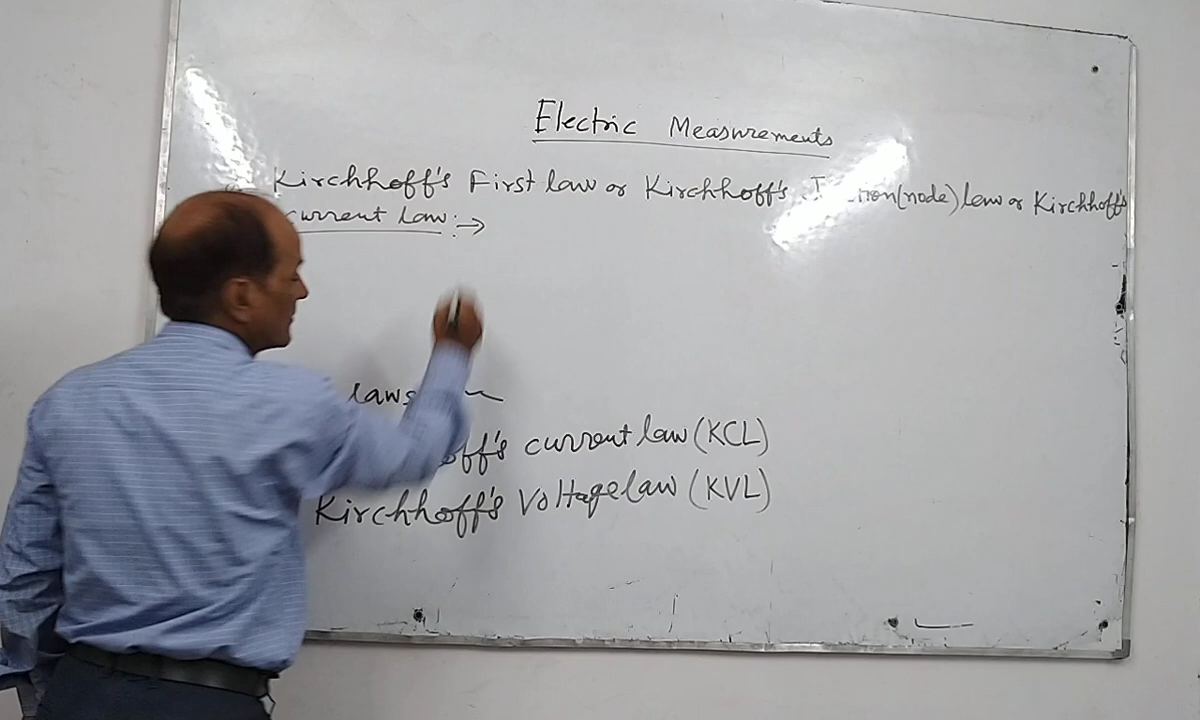 Electric Measurements
Kirchhoff's First law or Kirchhoff's (node) law or Kirchhoff's
current law :→
laws
current law (KCL)
Kirchhoff's Voltage law (KVL)